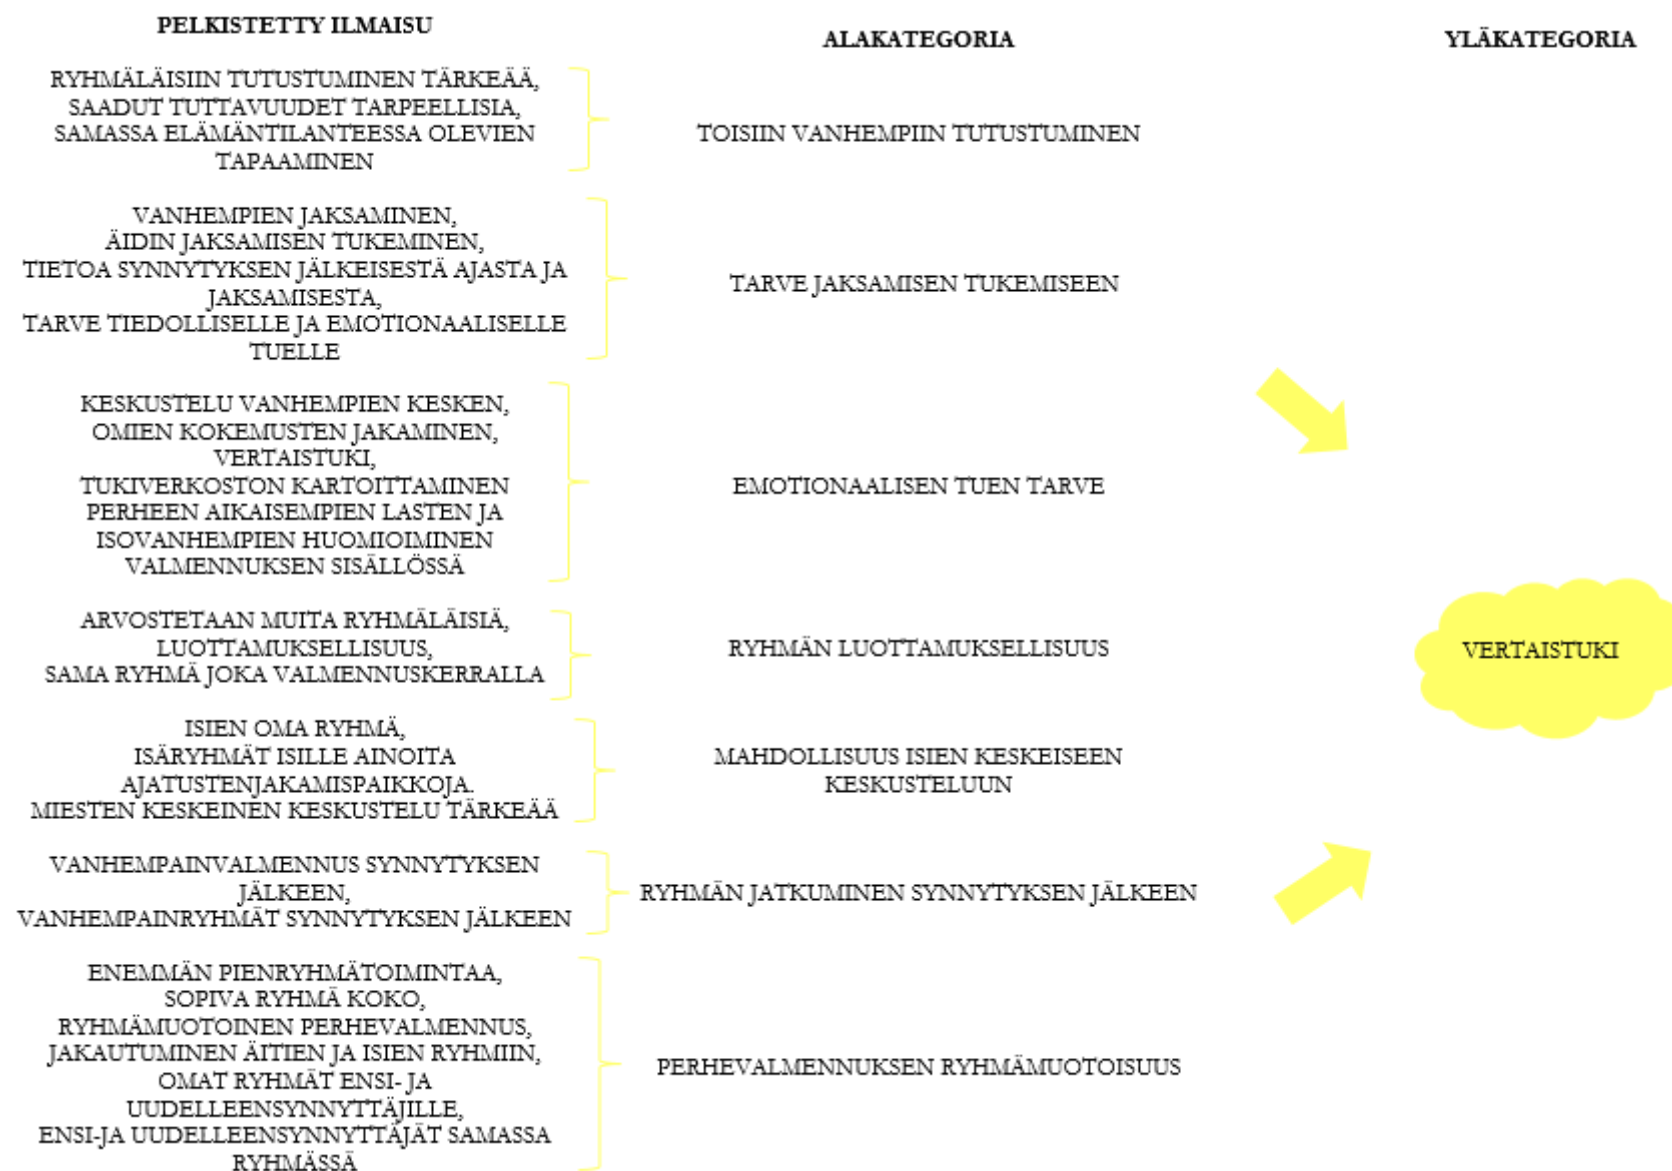 PELKISTETTY ILMAISU
ALAKATEGORIA
YLÄKATEGORIA
RYHMÄLÄISIIN TUTUSTUMINEN TÄRKEÄÄ,
SAADUT TUTTAVUUDET TARPEELLISIA,
SAMASSA ELÄMÄNTILANTEESSA OLEVIEN
TAPAAMINEN
TOISIIN VANHEMPIIN TUTUSTUMINEN
VANHEMPIEN JAKSAMINEN,
ÄIDIN JAKSAMISEN TUKEMINEN,
TIETOA SYNNYTYKSEN JÄLKEISESTÄ AJASTA JA
JAKSAMISESTA,
TARVE TIEDOLLISELLE JA EMOTIONAALISELLE
TUELLE
TARVE JAKSAMISEN TUKEMISEEN
KESKUSTELU VANHEMPIEN KESKEN,
OMIEN KOKEMUSTEN JAKAMINEN,
VERTAISTUKI,
TUKIVERKOSTON KARTOITTAMINEN
PERHEEN AIKAISEMPIEN LASTEN JA
ISOVANHEMPIEN HUOMIOIMINEN
VALMENNUKSEN SISÄLLÖSSÄ
EMOTIONAALISEN TUEN TARVE
ARVOSTETAAN MUITA RYHMÄLÄISIÄ,
LUOTTAMUKSELLISUUS,
SAMA RYHMÄ JOKA VALMENNUSKERRALLA
RYHMÄN LUOTTAMUKSELLISUUS
VERTAISTUKI
ISIEN OMA RYHMÄ,
ISÄRYHMÄT ISILLE AINOITA
AJATUSTENJAKAMISPAIKKOJA.
MIESTEN KESKEINEN KESKUSTELU TÄRKEÄÄ
MAHDOLLISUUS ISIEN KESKEISEEN
KESKUSTELUUN
VANHEMPAINVALMENNUS SYNNYTYKSEN
JÄLKEEN,
VANHEMPAINRYHMÄT SYNNYTYKSEN JÄLKEEN
RYHMÄN JATKUMINEN SYNNYTYKSEN JÄLKEEN
ENEMMÄN PIENRYHMÄTOIMINTAA,
SOPIVA RYHMÄ KOKO,
RYHMÄMUOTOINEN PERHEVALMENNUS,
JAKAUTUMINEN ÄITIEN JA ISIEN RYHMIIN,
OMAT RYHMÄT ENSI- JA
UUDELLEENSYNNYTTÄJILLE,
ENSI-JA UUDELLEENSYNNYTTÄJÄT SAMASSA
RYHMÄSSÄ
PERHEVALMENNUKSEN RYHMÄMUOTOISUUS